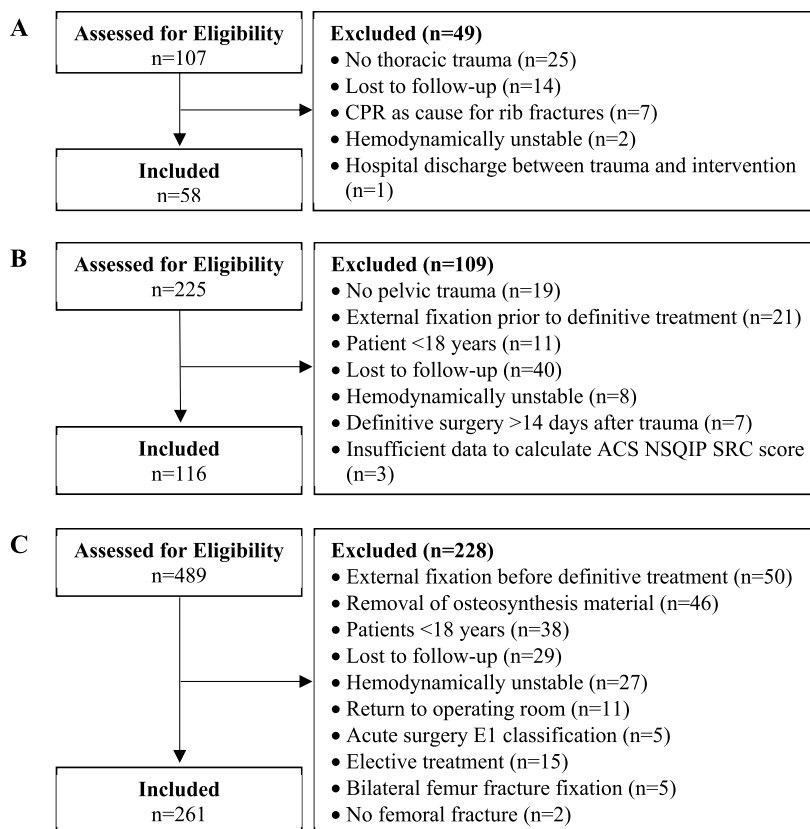 A
Assessed for Eligibility
n=107
Included
n=58
Excluded (n=49)
• No thoracic trauma (n=25)
• Lost to follow-up (n=14)
• CPR as cause for rib fractures (n=7)
• Hemodynamically unstable (n=2)
• Hospital discharge between trauma and intervention
(n=1)
B
Assessed for Eligibility
n=225
Included
n=116
Excluded (n=109)
• No pelvic trauma (n=19)
• External fixation prior to definitive treatment (n=21)
• Patient <18 years (n=11)
• Lost to follow-up (n=40)
• Hemodynamically unstable (n=8)
• Definitive surgery >14 days after trauma (n=7)
• Insufficient data to calculate ACS NSQIP SRC score
(n=3)
C
Assessed for Eligibility
n=489
Included
n=261
Excluded (n=228)
• External fixation before definitive treatment (n=50)
• Removal of osteosynthesis material (n=46)
• Patients <18 years (n=38)
• Lost to follow-up (n=29)
• Hemodynamically unstable (n=27)
• Return to operating room (n=11)
• Acute surgery E1 classification (n=5)
• Elective treatment (n=15)
• Bilateral femur fracture fixation (n=5)
• No femoral fracture (n=2)